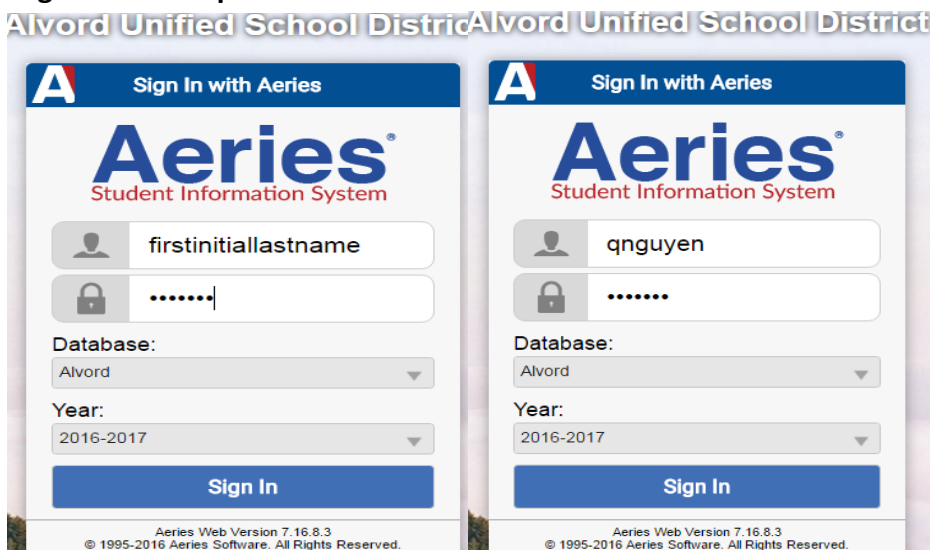 Alvord Unified School Distric
Sign In with Aeries
Aeries®
Student Information System
firstinitiallastname
•••••••
Database:
Alvord
Year:
2016-2017
Sign In
Aeries Web Version 7.16.8.3
© 1995-2016 Aeries Software. All Rights Reserved.
Alvord Unified School District
Sign In with Aeries
Aeries®
Student Information System
qnguyen
•••••••
Database:
Alvord
Year:
2016-2017
Sign In
Aeries Web Version 7.16.8.3
© 1995-2016 Aeries Software. All Rights Reserved.